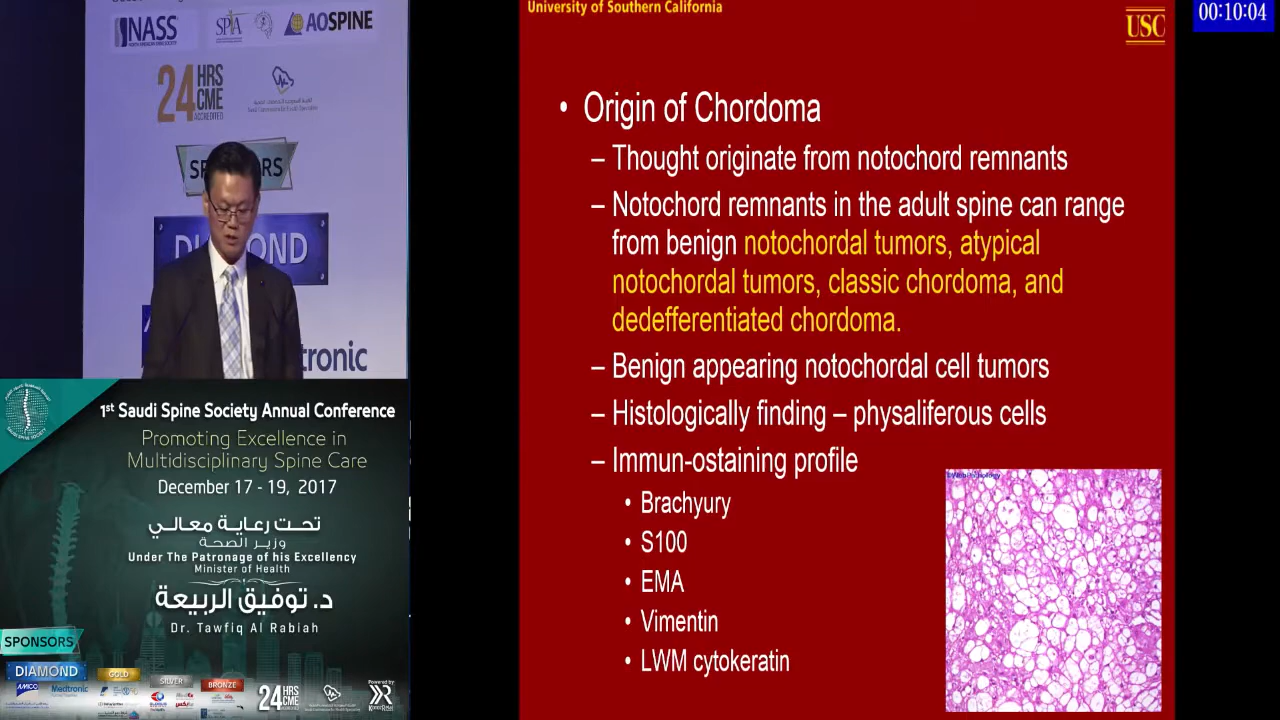 NASS
AOSPINE
24 HRS
CME
ACCREDITED
DIAMOND
tronic
1st Saudi Spine Society Annual Conference
Promoting Excellence in
Multidisciplinary Spine Care
December 17 - 19, 2017
تحت رعاية معالي
وزير الصحة
Under The Patronage of his Excellency
Minister of Health
د. توفيق الربيعة
Dr. Tawfiq Al Rabiah
SPONSORS
DIAMOND
GOLD
SILVER
BRONZE
AMICO
Medtronic
24 HRS
CME
Powered by:
University of Southern California
USC
00:10:04
• Origin of Chordoma
– Thought originate from notochord remnants
– Notochord remnants in the adult spine can range
from benign notochordal tumors, atypical
notochordal tumors, classic chordoma, and
dedefferentiated chordoma.
– Benign appearing notochordal cell tumors
– Histologically finding – physaliferous cells
– Immun-ostaining profile
• Brachyury
• S100
• EMA
• Vimentin
• LWM cytokeratin